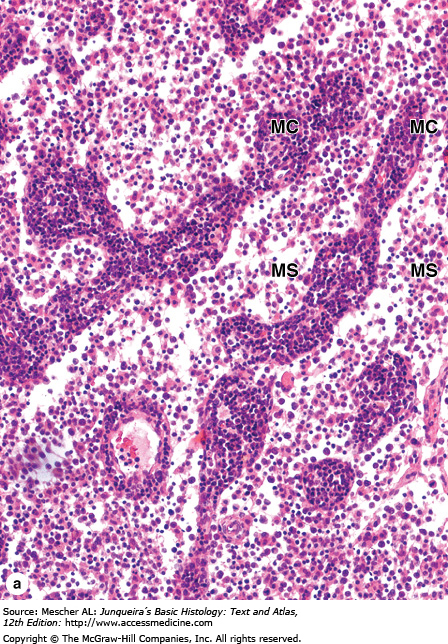 MC MC
MS MS
a
Source: Mescher AL: Junqueira´s Basic Histology: Text and Atlas,
12th Edition: http://www.accessmedicine.com
Copyright © The McGraw-Hill Companies, Inc. All rights reserved.